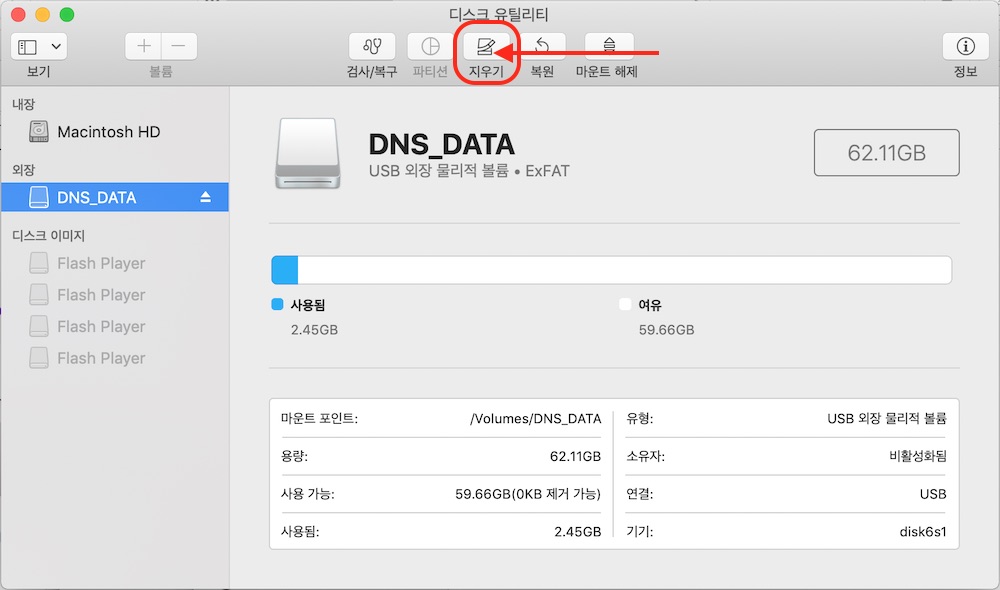 디스크 유틸리티
보기
볼륨
검사/복구
파티션
지우기
복원
마운트 해제
정보
내장
Macintosh HD
외장
DNS_DATA
디스크 이미지
Flash Player
Flash Player
Flash Player
Flash Player
DNS_DATA
USB 외장 물리적 볼륨 • ExFAT
62.11GB
사용됨
2.45GB
여유
59.66GB
마운트 포인트: /Volumes/DNS_DATA
용량: 62.11GB
사용 가능: 59.66GB(0KB 제거 가능)
사용됨: 2.45GB
유형: USB 외장 물리적 볼륨
소유자: 비활성화됨
연결: USB
기기: disk6s1